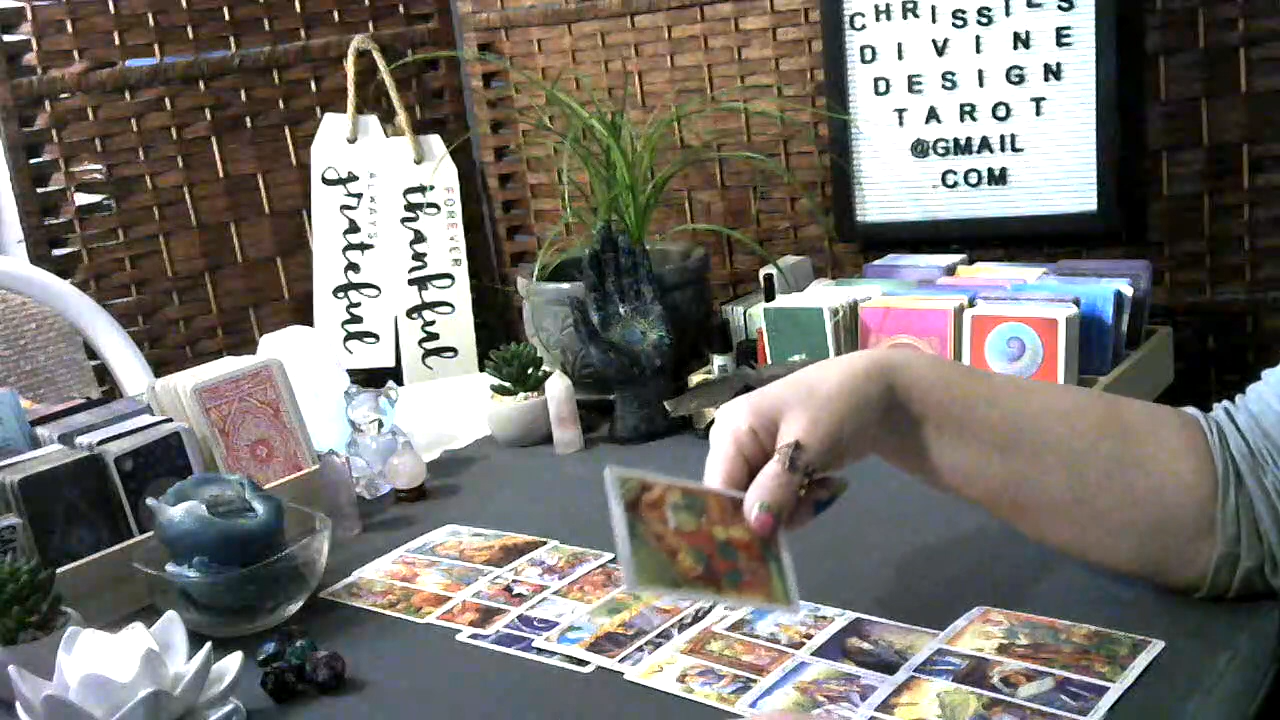 CHRISSIES
DIVINE
DESIGN
TAROT
@GMAIL
.COM
ALWAYS
grateful
FOREVER
thankful